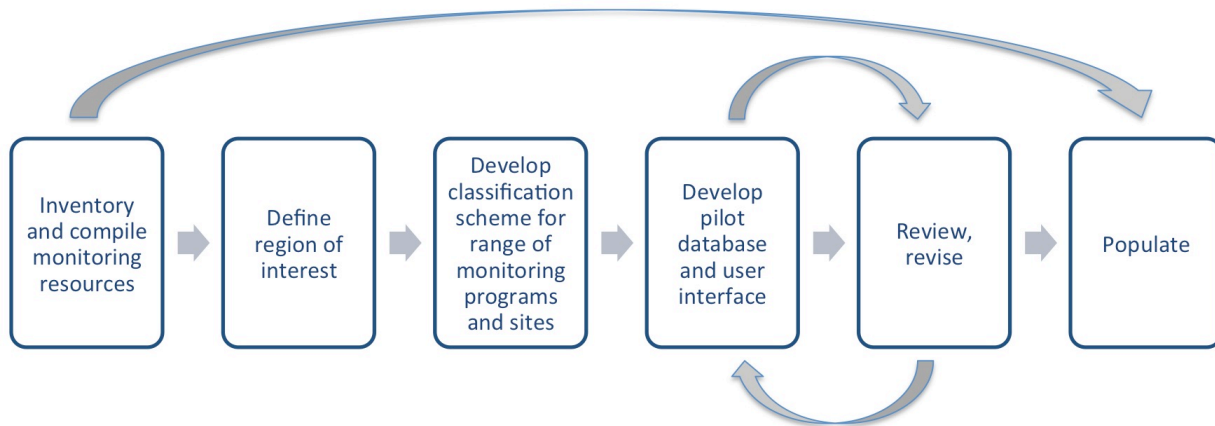 Inventory
and compile
monitoring
resources
Define
region of
interest
Develop
classification
scheme for
range of
monitoring
programs
and sites
Develop
pilot
database
and user
interface
Review,
revise
Populate